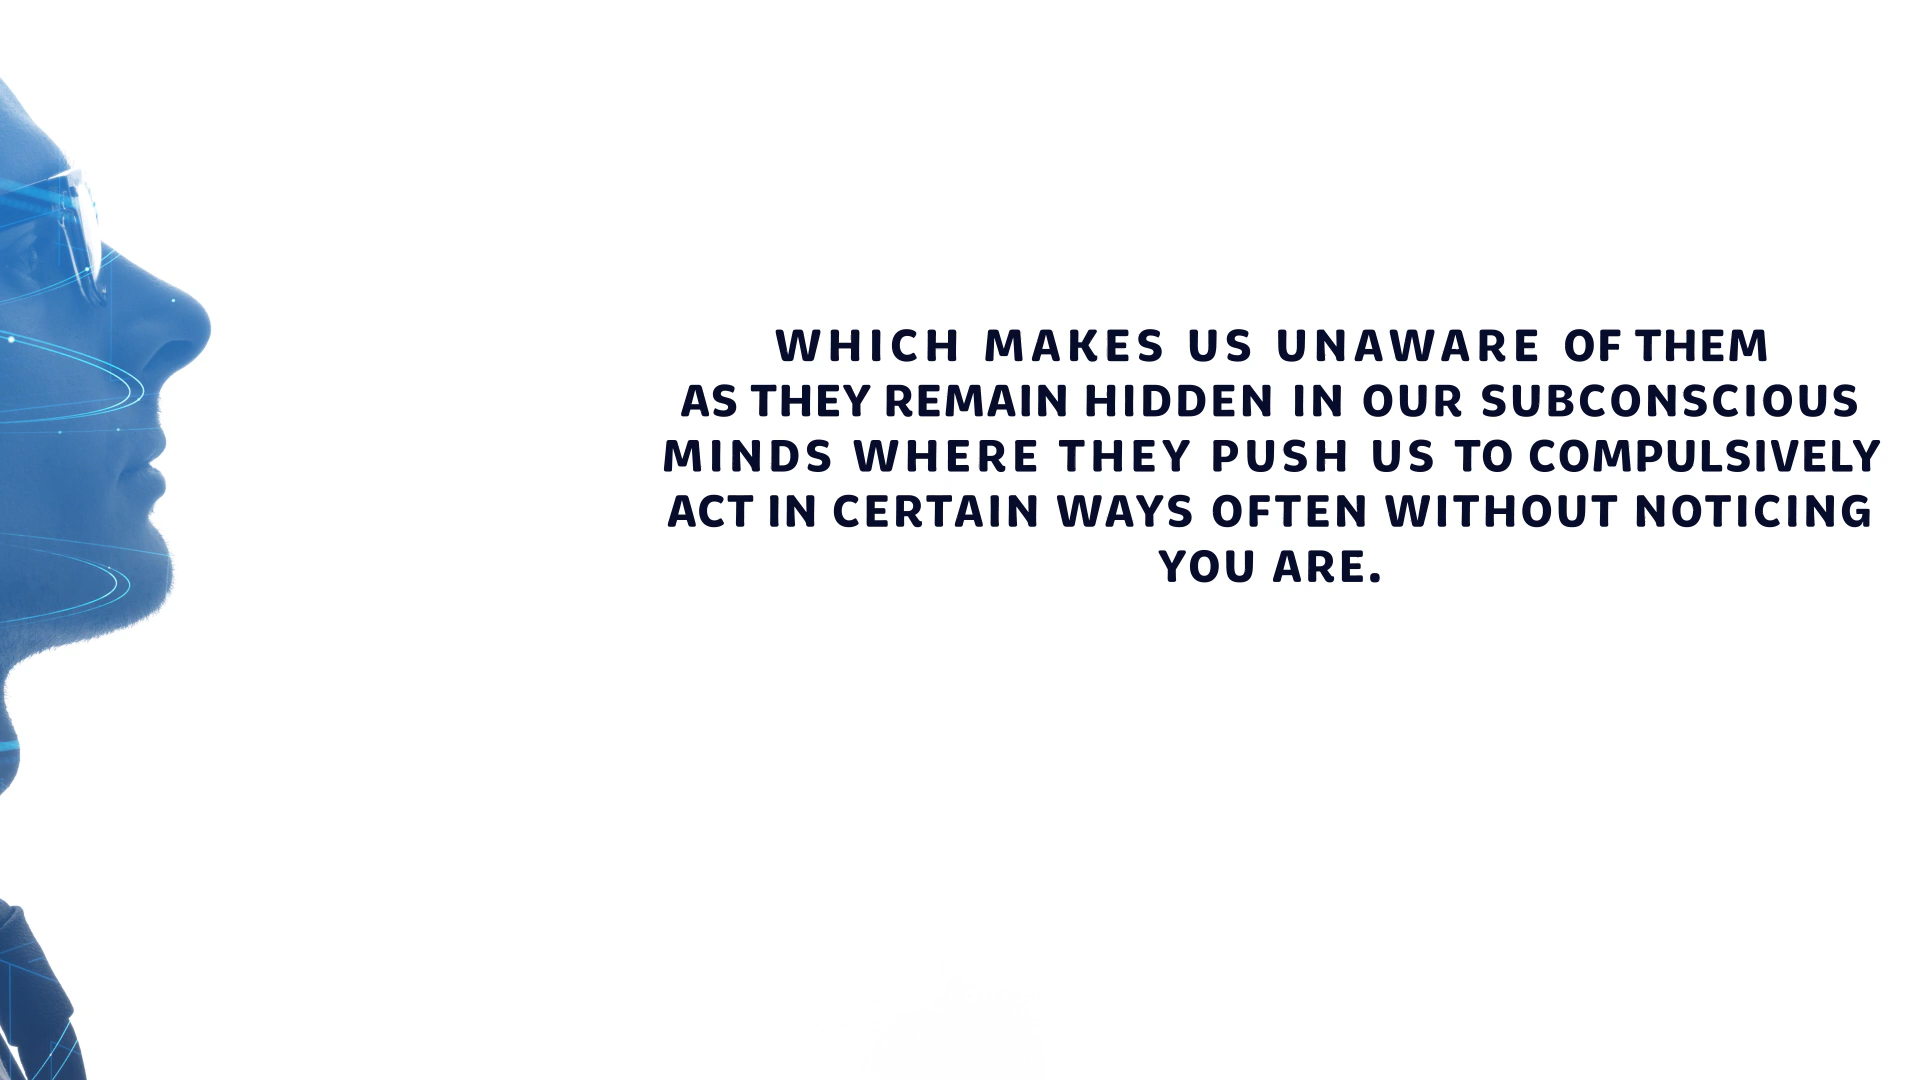 WHICH MAKES US UNAWARE OF THEM
AS THEY REMAIN HIDDEN IN OUR SUBCONSCIOUS
MINDS WHERE THEY PUSH US TO COMPULSIVELY
ACT IN CERTAIN WAYS OFTEN WITHOUT NOTICING
YOU ARE.